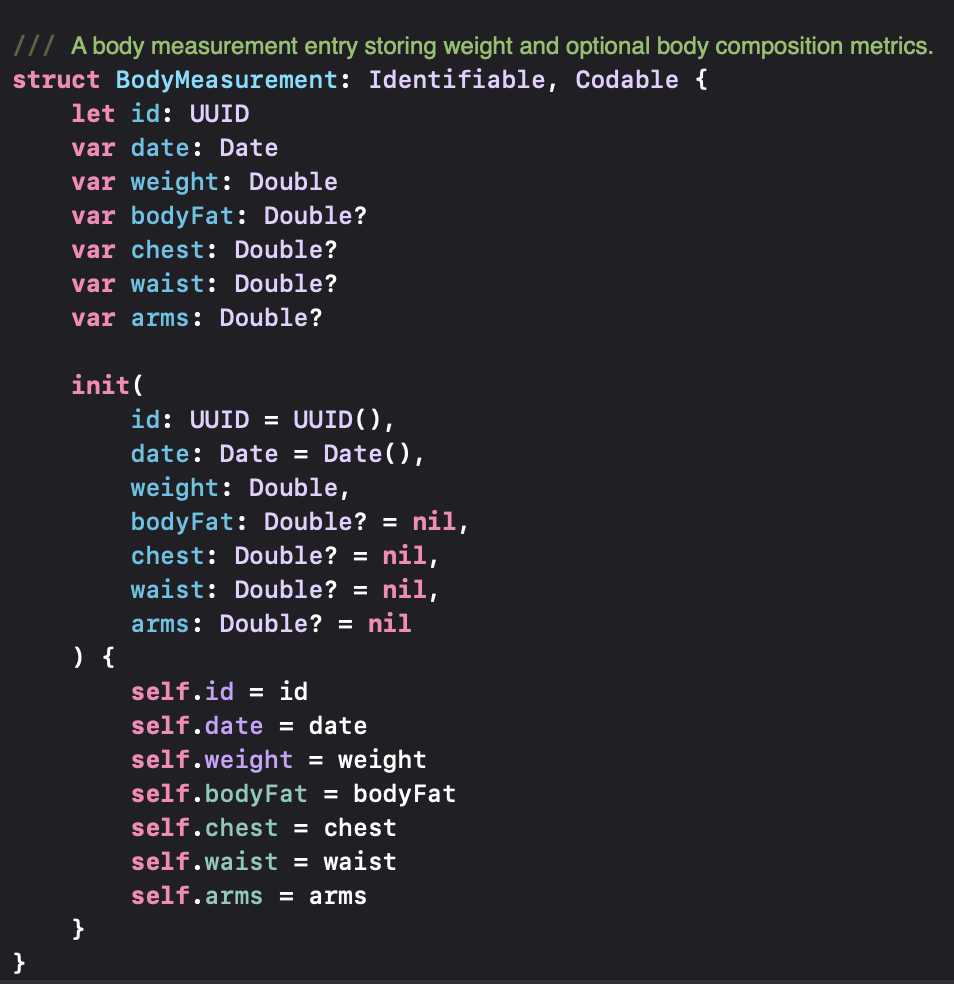 /// A body measurement entry storing weight and optional body composition metrics.
struct BodyMeasurement: Identifiable, Codable {
    let id: UUID
    var date: Date
    var weight: Double
    var bodyFat: Double?
    var chest: Double?
    var waist: Double?
    var arms: Double?

    init(
        id: UUID = UUID(),
        date: Date = Date(),
        weight: Double,
        bodyFat: Double? = nil,
        chest: Double? = nil,
        waist: Double? = nil,
        arms: Double? = nil
    ) {
        self.id = id
        self.date = date
        self.weight = weight
        self.bodyFat = bodyFat
        self.chest = chest
        self.waist = waist
        self.arms = arms
    }
}